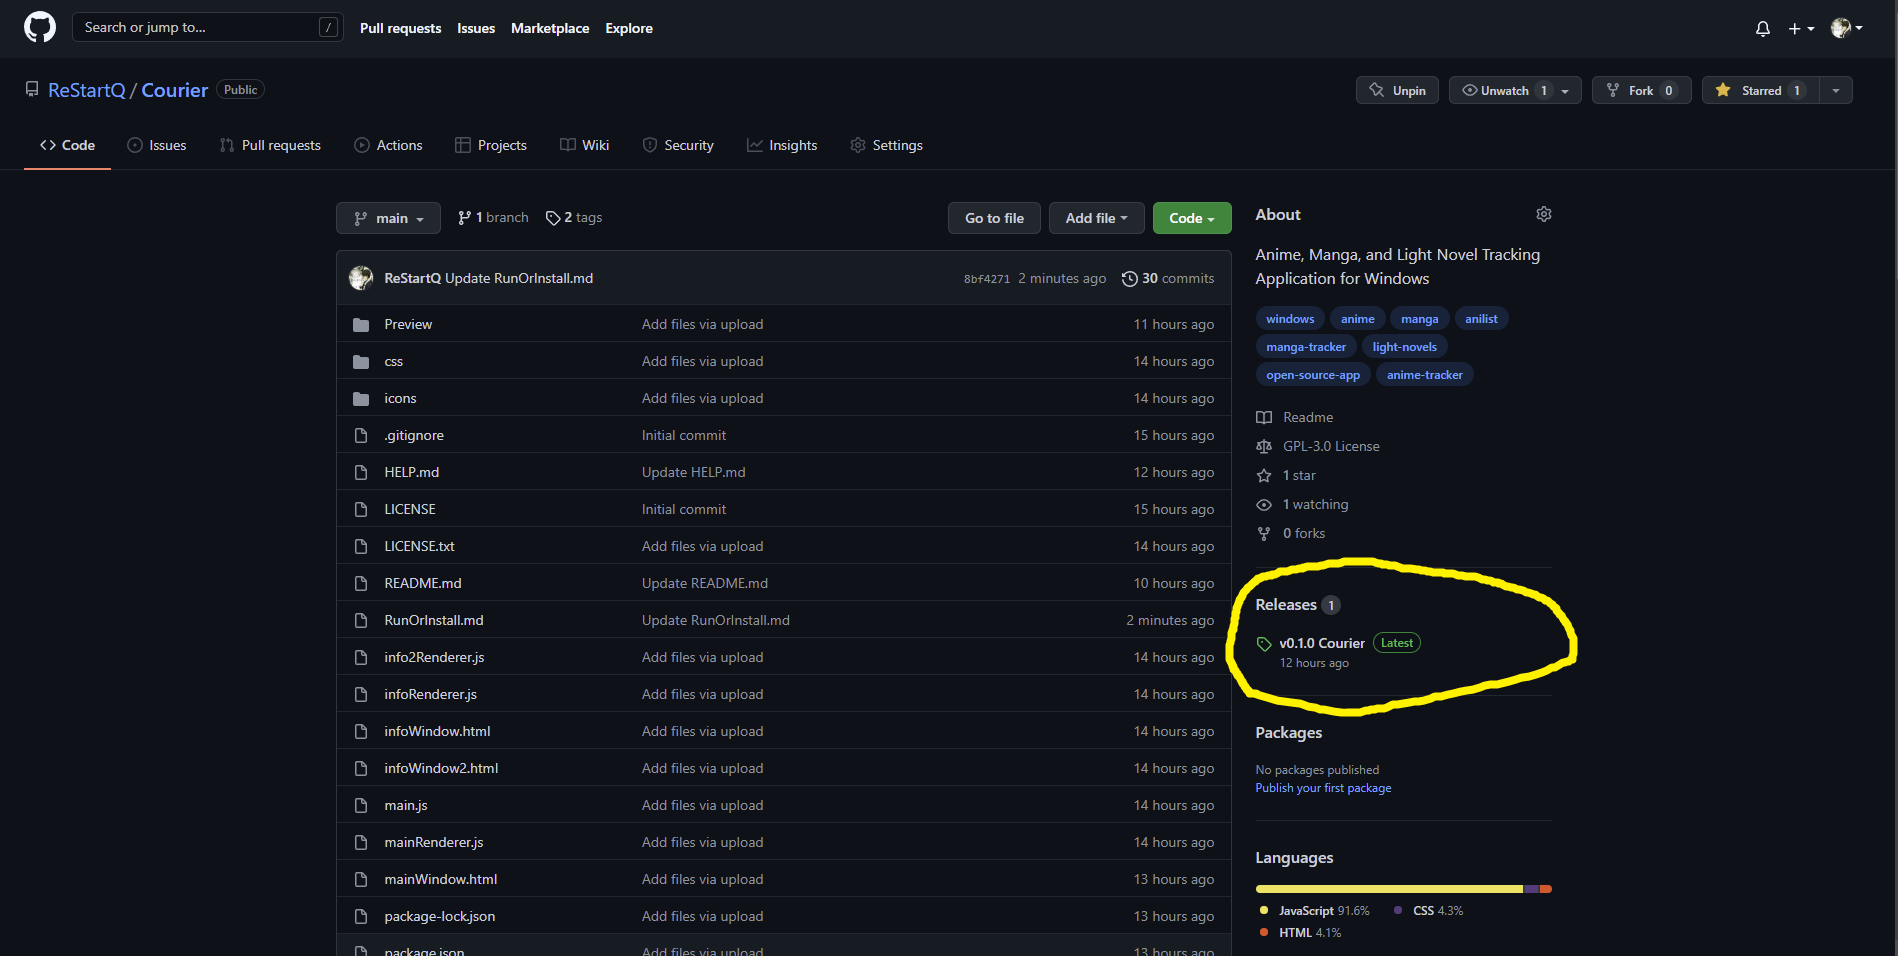 Search or jump to... /
Pull requests Issues Marketplace Explore
ReStartQ / Courier Public
Unpin Unwatch 1 Fork 0 Starred 1
Code Issues Pull requests Actions Projects Wiki Security Insights Settings
main 1 branch 2 tags Go to file Add file Code
ReStartQ Update RunOrInstall.md 8bf4271 2 minutes ago 30 commits
Preview Add files via upload 11 hours ago
css Add files via upload 14 hours ago
icons Add files via upload 14 hours ago
.gitignore Initial commit 15 hours ago
HELP.md Update HELP.md 12 hours ago
LICENSE Initial commit 15 hours ago
LICENSE.txt Add files via upload 14 hours ago
README.md Update README.md 10 hours ago
RunOrInstall.md Update RunOrInstall.md 2 minutes ago
info2Renderer.js Add files via upload 14 hours ago
infoRenderer.js Add files via upload 14 hours ago
infoWindow.html Add files via upload 14 hours ago
infoWindow2.html Add files via upload 14 hours ago
main.js Add files via upload 14 hours ago
mainRenderer.js Add files via upload 14 hours ago
mainWindow.html Add files via upload 13 hours ago
package-lock.json Add files via upload 13 hours ago
package.json Add files via upload 13 hours ago
About
Anime, Manga, and Light Novel Tracking
Application for Windows
windows anime manga anilist
manga-tracker light-novels
open-source-app anime-tracker
Readme
GPL-3.0 License
1 star
1 watching
0 forks
Releases 1
v0.1.0 Courier Latest
12 hours ago
Packages
No packages published
Publish your first package
Languages
JavaScript 91.6% CSS 4.3%
HTML 4.1%